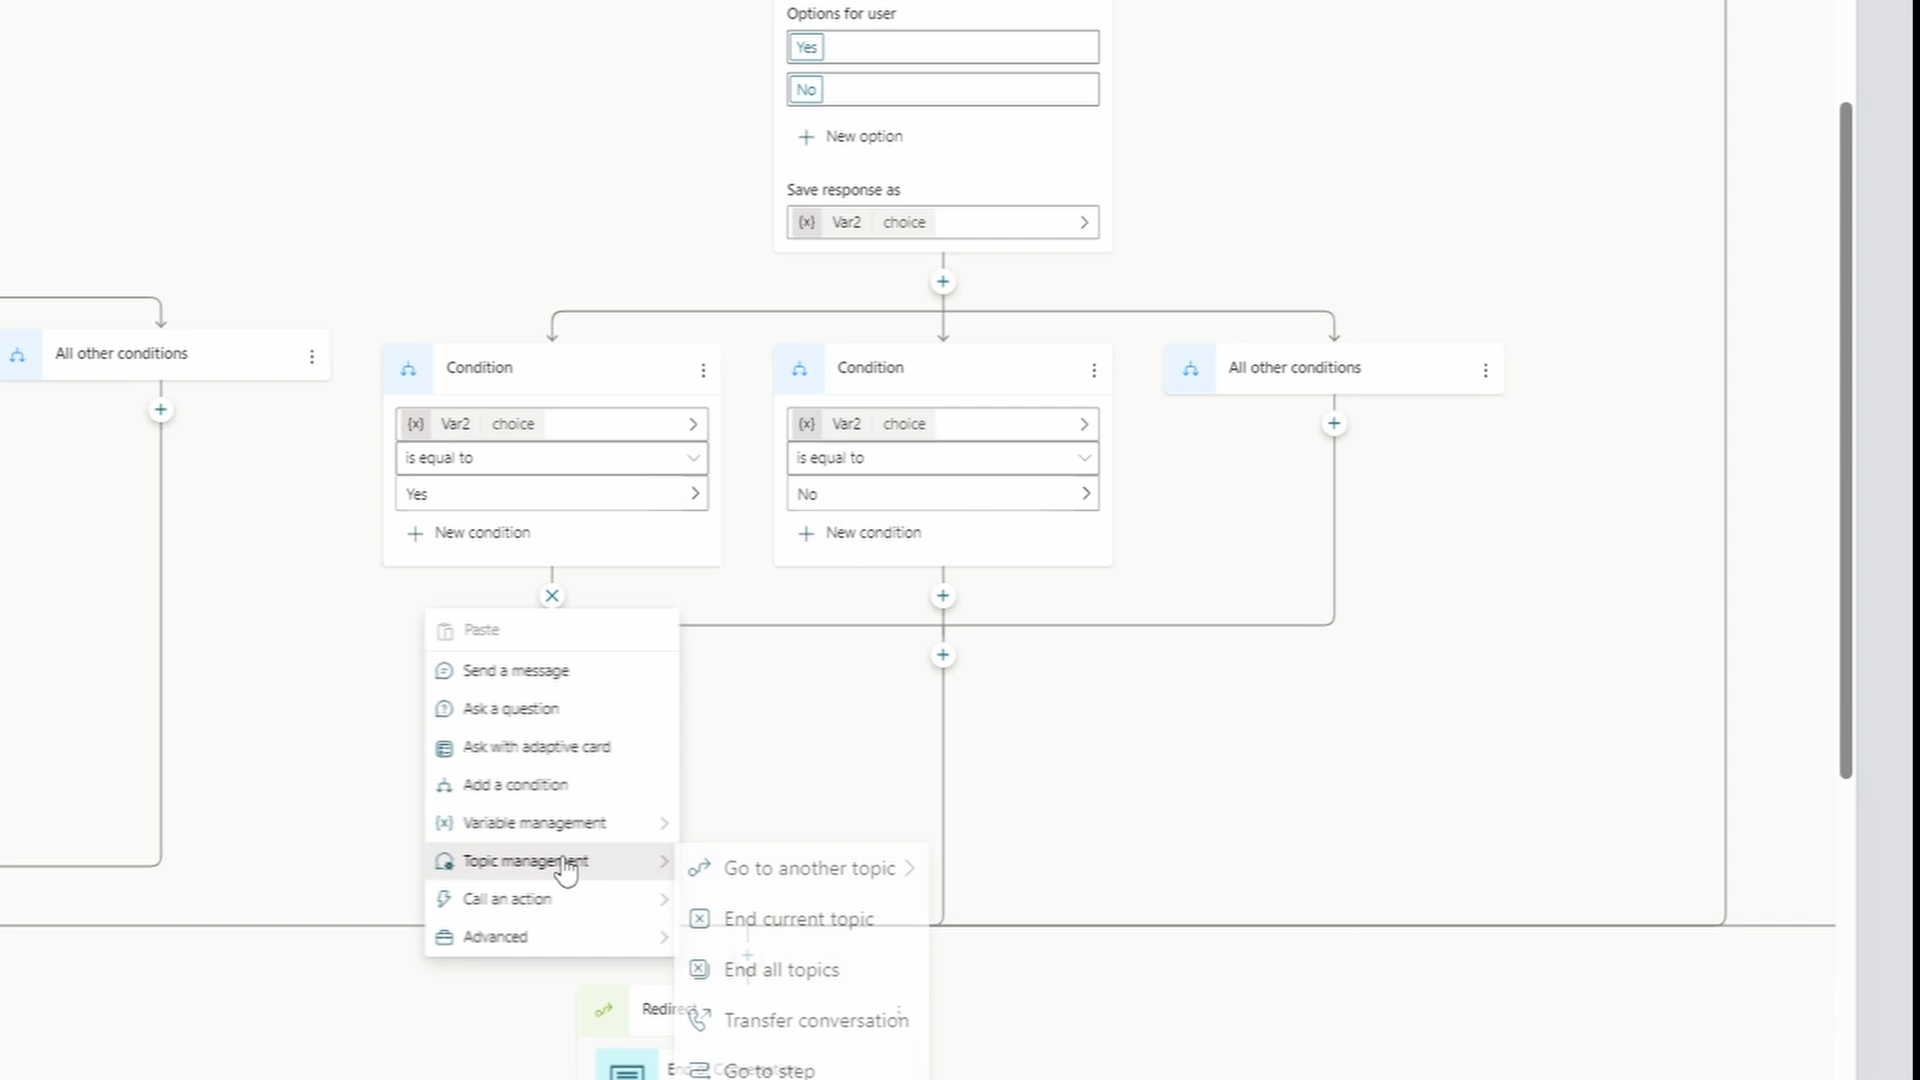 Options for user
Yes
No
New option
Save response as
{x} Var2 choice
All other conditions
Condition
Condition
All other conditions
{x} Var2 choice
{x} Var2 choice
is equal to
is equal to
Yes
No
New condition
New condition
Paste
Send a message
Ask a question
Ask with adaptive card
Add a condition
{x} Variable management
Topic management
Call an action
Advanced
Go to another topic
End current topic
End all topics
Redirect
Transfer conversation
Go to step